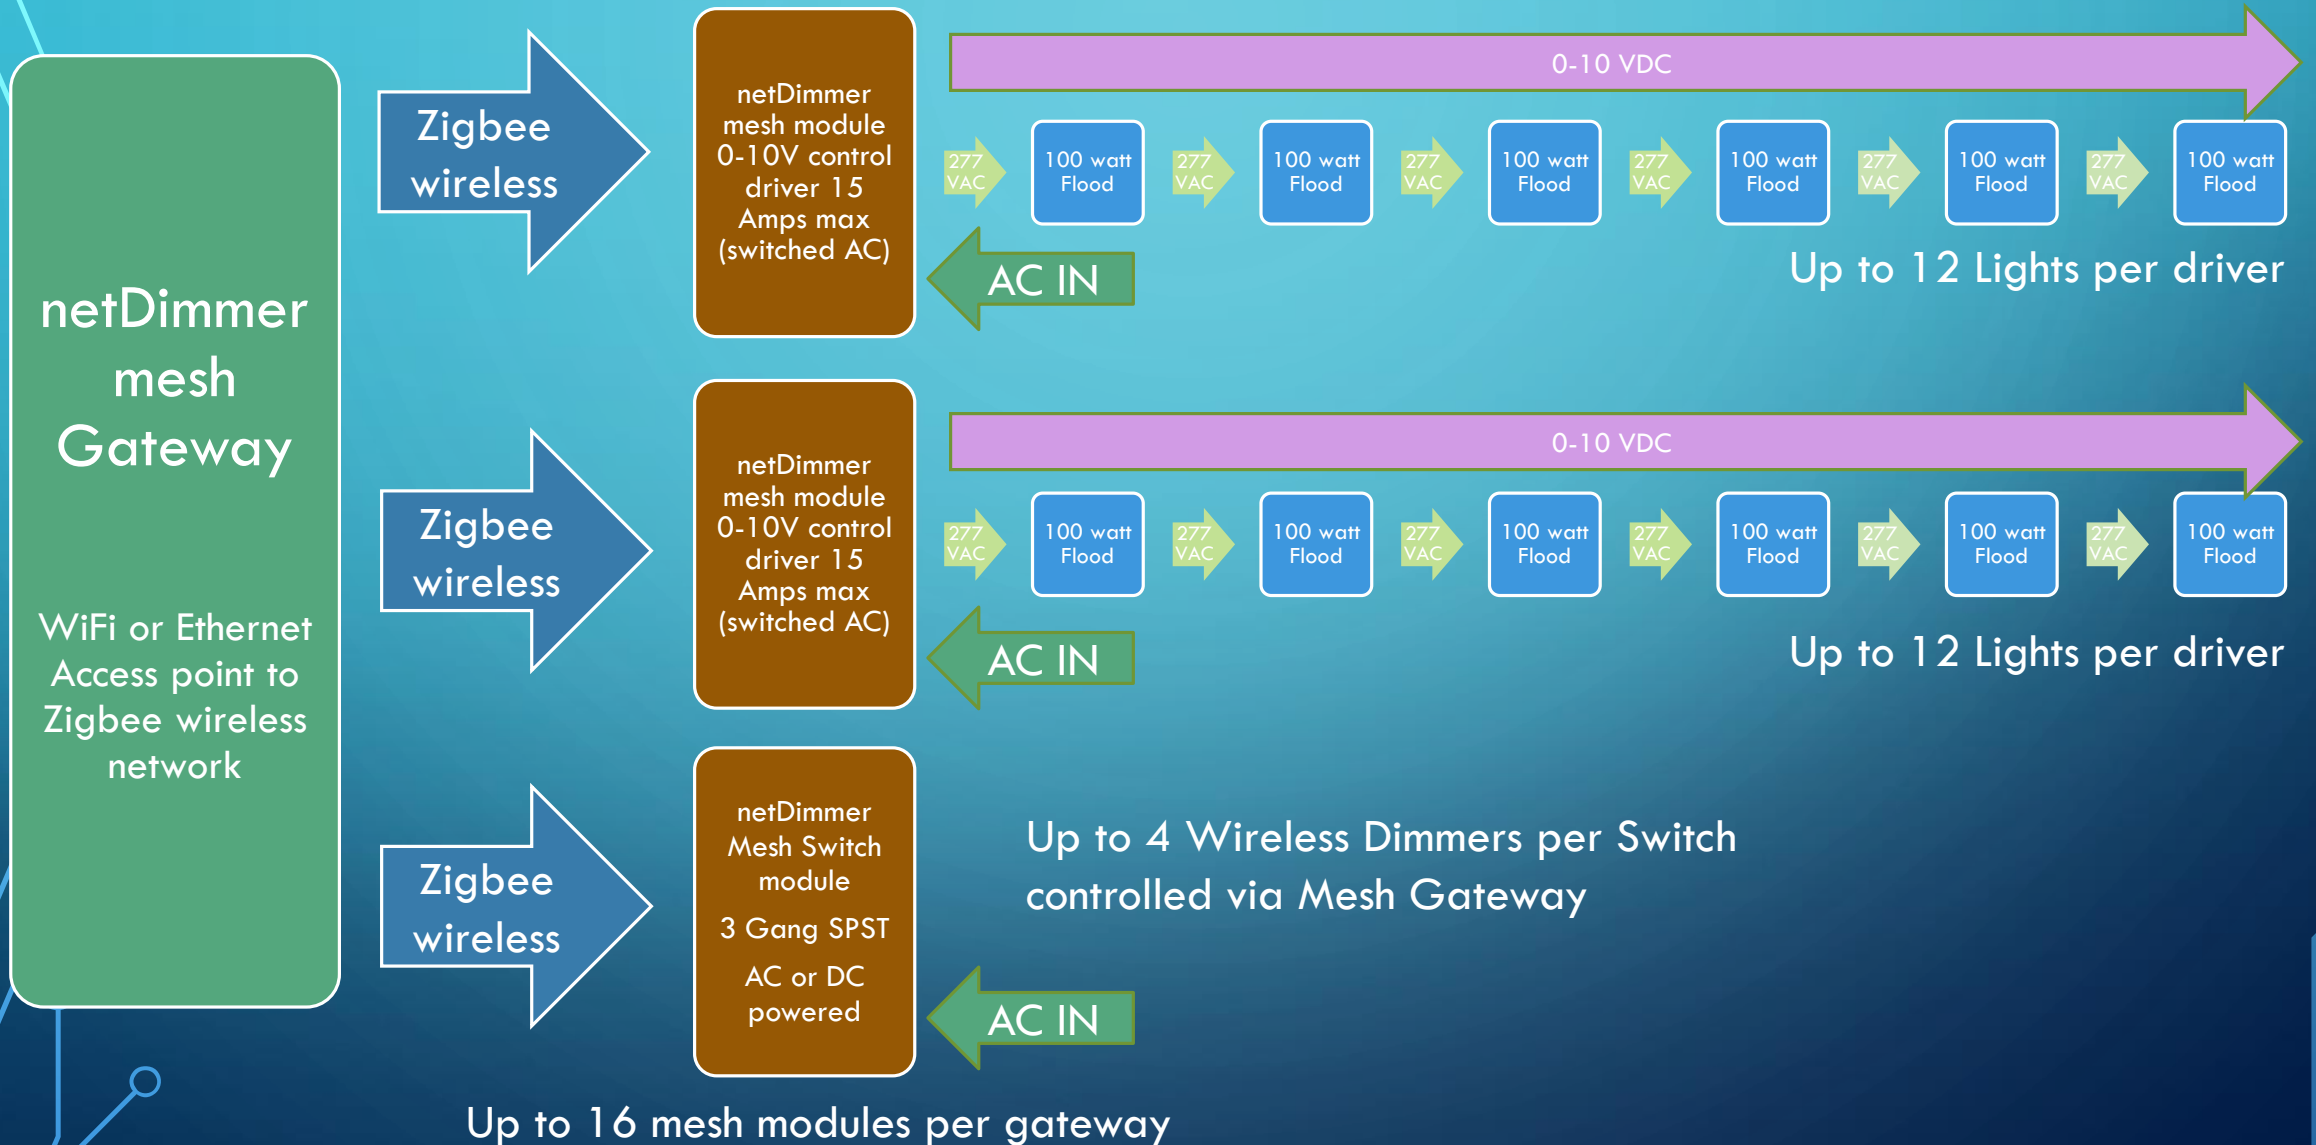 netDimmer
mesh
Gateway
WiFi or Ethernet
Access point to
Zigbee wireless
network
Zigbee
wireless
netDimmer
mesh module
0-10V control
driver 15
Amps max
(switched AC)
0-10 VDC
277
VAC
100 watt
Flood
277
VAC
100 watt
Flood
277
VAC
100 watt
Flood
277
VAC
100 watt
Flood
277
VAC
100 watt
Flood
277
VAC
100 watt
Flood
AC IN
Up to 12 Lights per driver
Zigbee
wireless
netDimmer
mesh module
0-10V control
driver 15
Amps max
(switched AC)
0-10 VDC
277
VAC
100 watt
Flood
277
VAC
100 watt
Flood
277
VAC
100 watt
Flood
277
VAC
100 watt
Flood
277
VAC
100 watt
Flood
277
VAC
100 watt
Flood
AC IN
Up to 12 Lights per driver
Zigbee
wireless
netDimmer
Mesh Switch
module
3 Gang SPST
AC or DC
powered
Up to 4 Wireless Dimmers per Switch
controlled via Mesh Gateway
AC IN
Up to 16 mesh modules per gateway